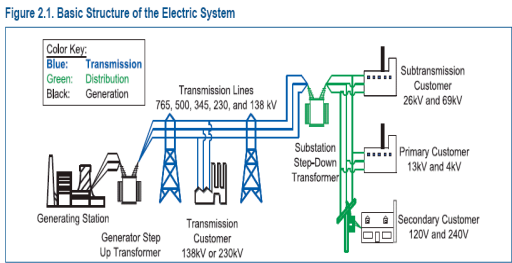 Figure 2.1. Basic Structure of the Electric System
Color Key:
Blue: Transmission
Green: Distribution
Black: Generation
Transmission Lines
765, 500, 345, 230, and 138 kV
Subtransmission
Customer
26kV and 69kV
Substation
Step-Down
Transformer
Primary Customer
13kV and 4kV
Generating Station
Generator Step
Up Transformer
Transmission
Customer
138kV or 230kV
Secondary Customer
120V and 240V